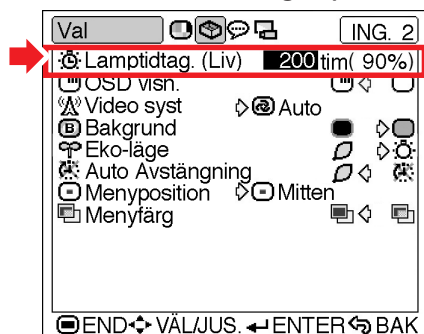 Val ING. 2
Lamptidtag. (Liv) 200 tim( 90%)
OSD visn.
Video syst Auto
B Bakgrund
Eko-läge
Auto Avstängning
Menyposition Mitten
Menyfärg
END VÄL/JUS. ENTER BAK